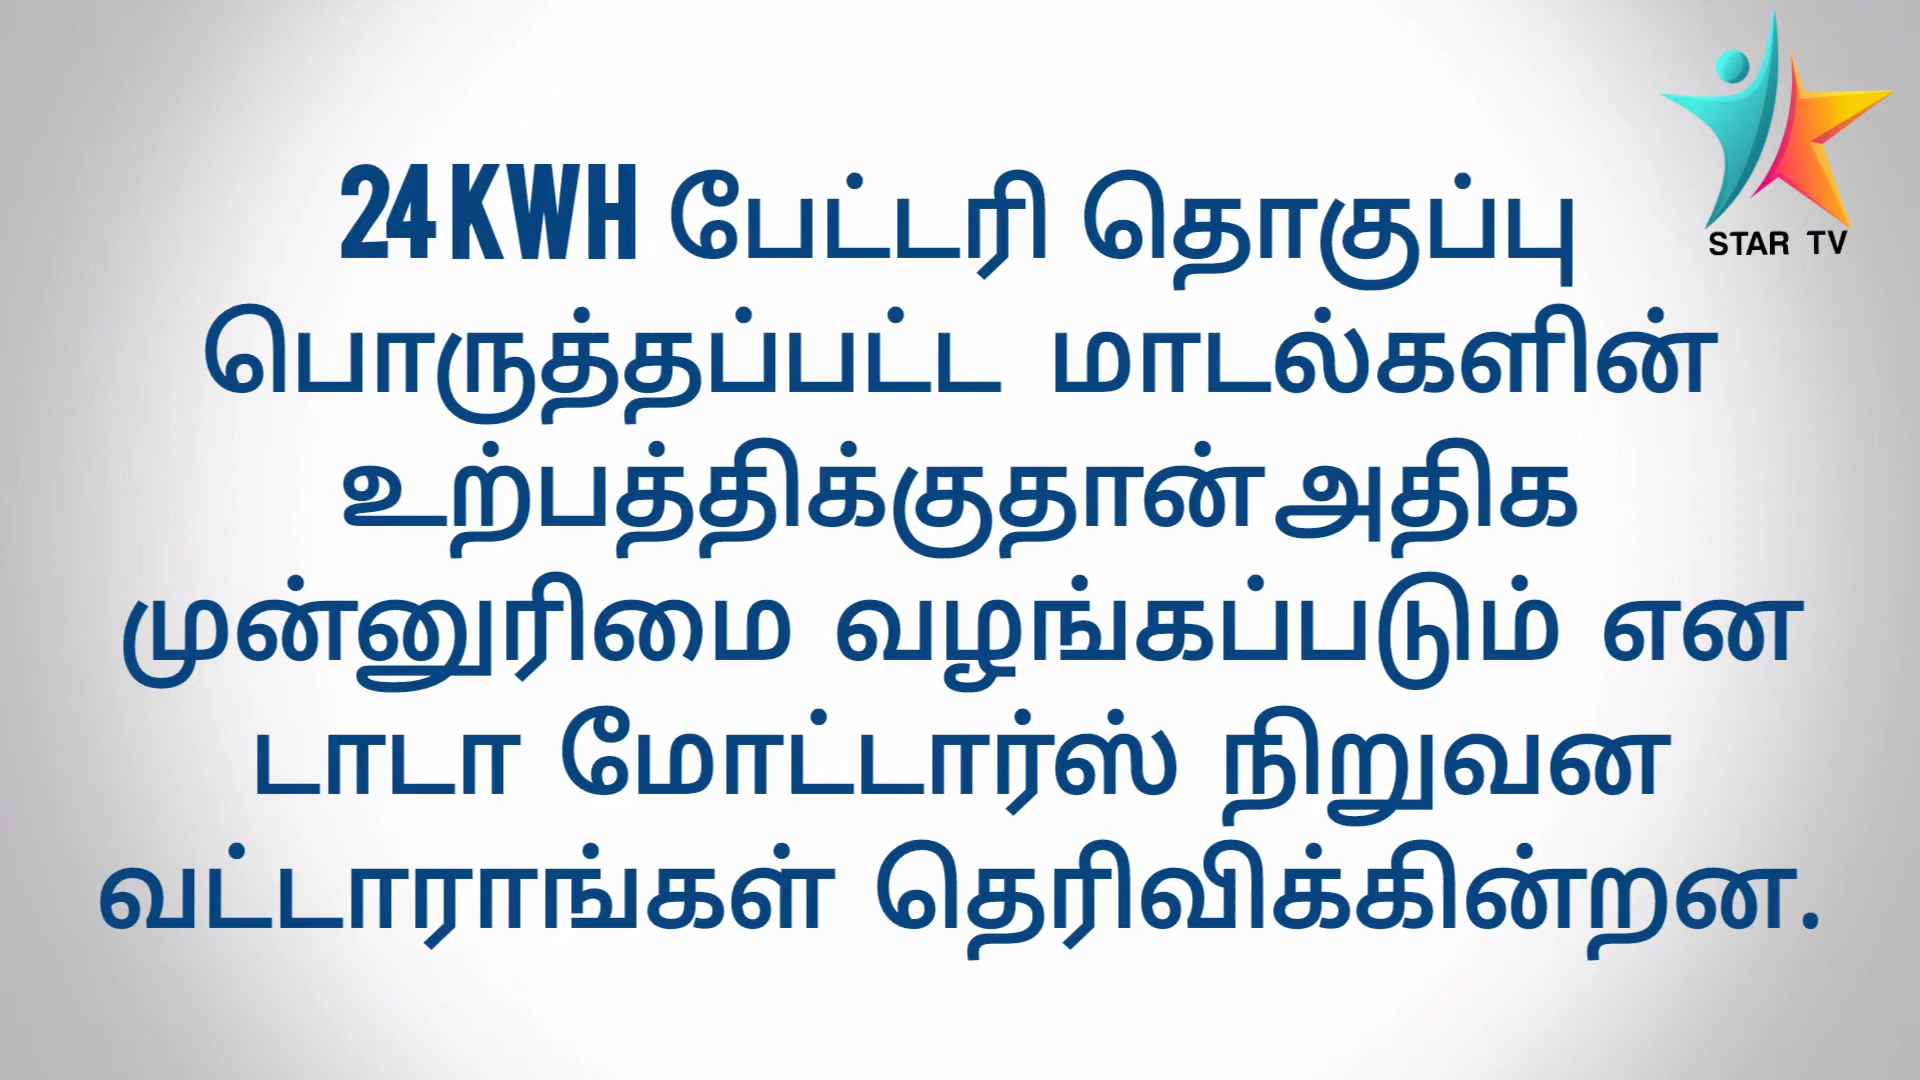 24 KWH பேட்டரி தொகுப்பு
பொருத்தப்பட்ட மாடல்களின்
உற்பத்திக்குதான் அதிக
முன்னுரிமை வழங்கப்படும் என
டாடா மோட்டார்ஸ் நிறுவன
வட்டாராங்கள் தெரிவிக்கின்றன.
STAR TV